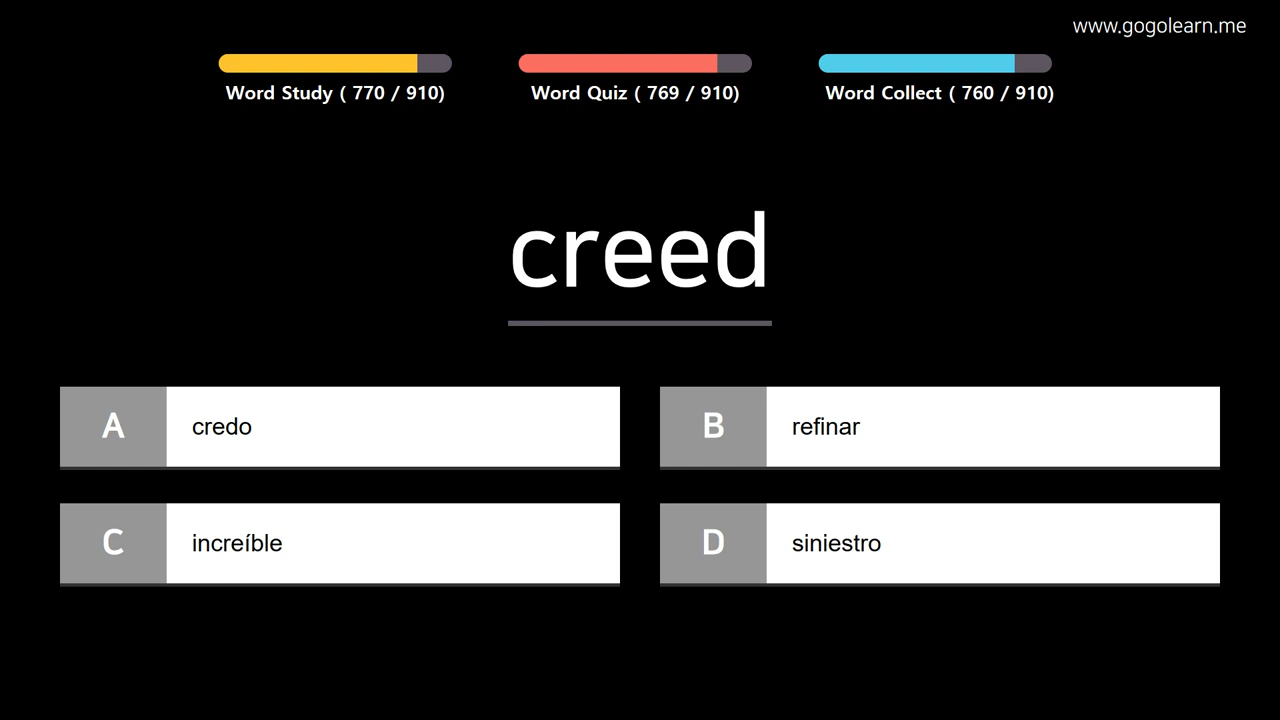 www.gogolearn.me
Word Study ( 770 / 910)
Word Quiz ( 769 / 910)
Word Collect ( 760 / 910)
creed
A credo
B refinar
C increíble
D siniestro